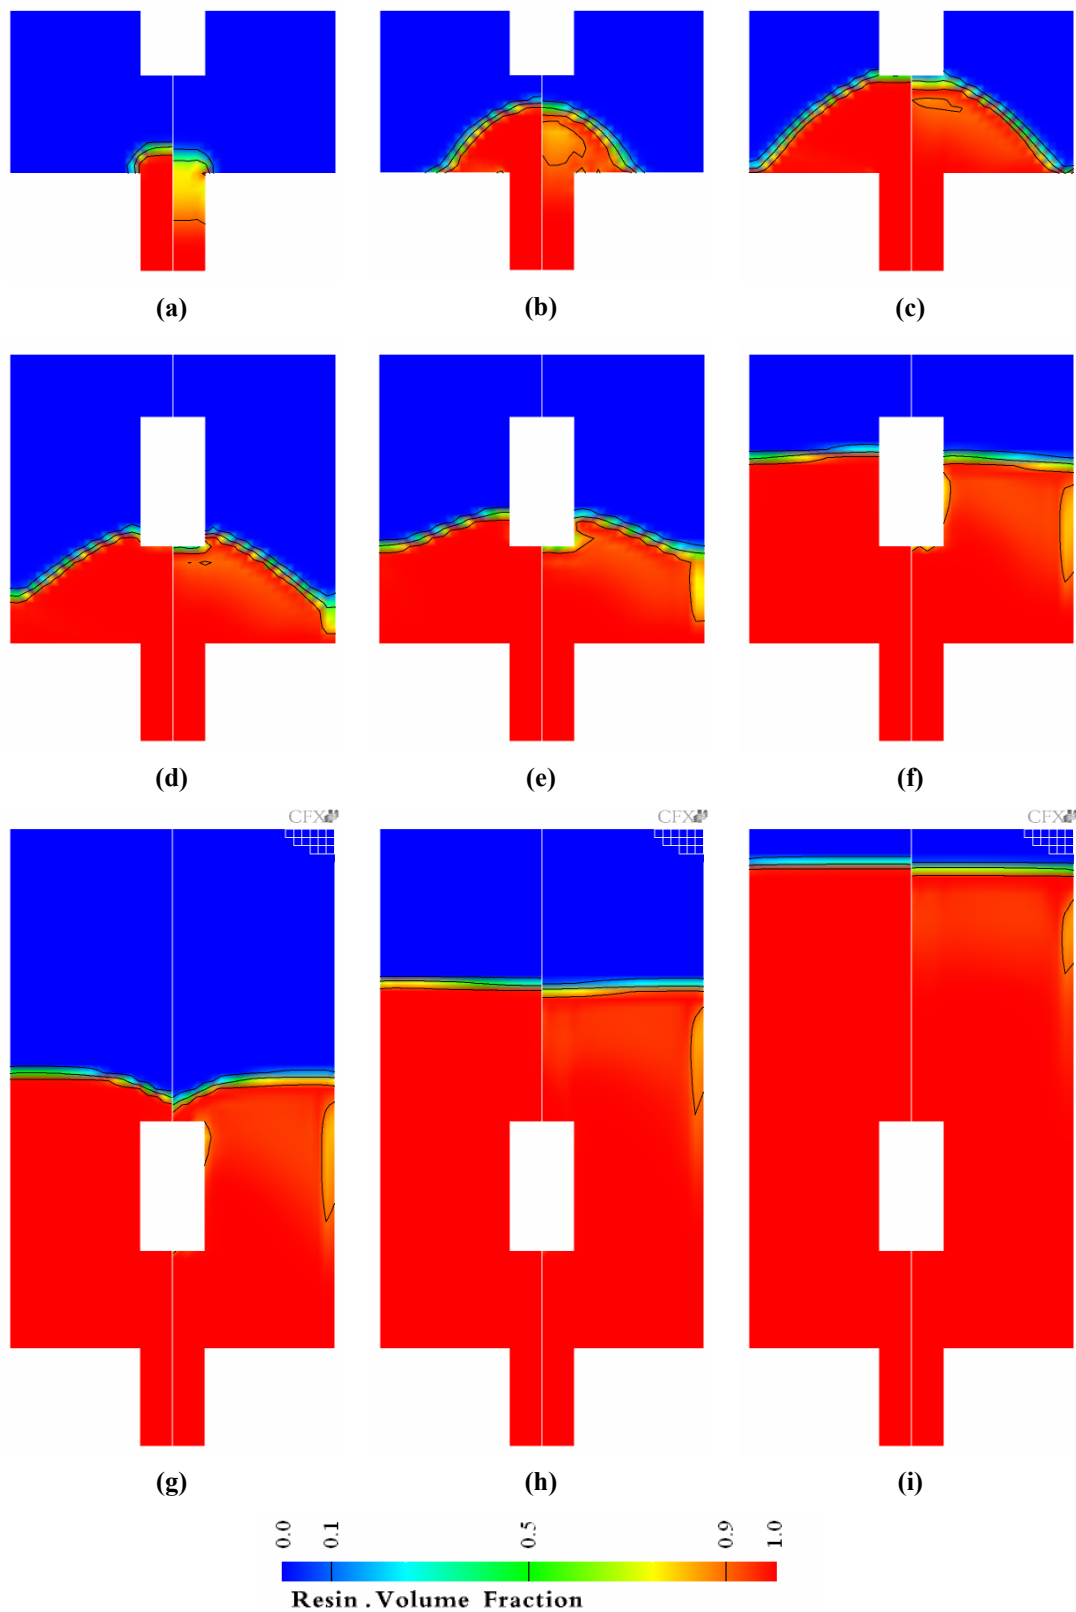 (a) (b) (c)
(d) (e) (f)
CFX CFX CFX
(g) (h) (i)
0.0 0.1 0.5 0.9 1.0
Resin . Volume Fraction